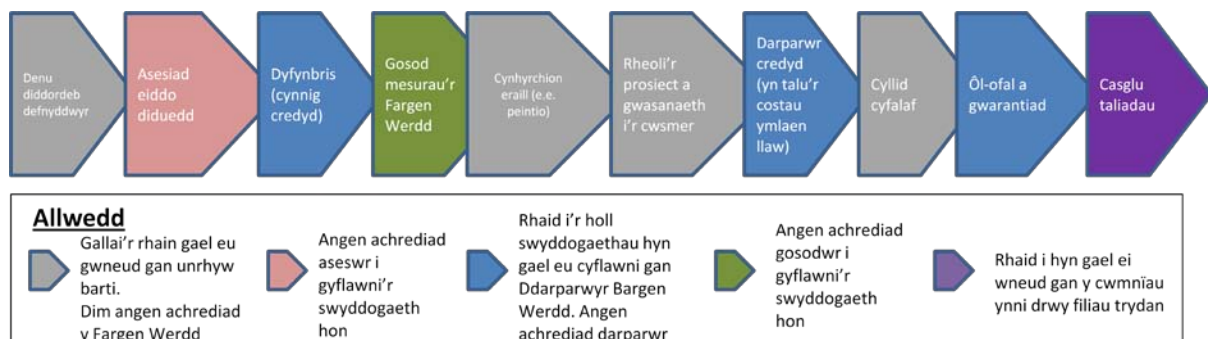 Denu
diddordeb
defnyddwyr
Asesiad
eiddo
diduedd
Dyfynbris
(cynnig
credyd)
Gosod
mesurau'r
Fargen
Werdd
Cynhyrchion
eraill (e.e.
peintio)
Rheoli'r
prosiect a
gwasanaeth
i'r cwsmer
Darparwr
credyd
(yn talu'r
costau
ymlaen
llaw)
Cyllid
cyfalaf
Ôl-ofal a
gwarantiad
Casglu
taliadau
Allwedd
Gallai'r rhain gael eu
gwneud gan unrhyw
barti.
Dim angen achrediad
y Fargen Werdd
Angen achrediad
aseswr i
gyflawni'r
swyddogaeth
hon
Rhaid i'r holl
swyddogaethau hyn
gael eu cyflawni gan
Ddarparwyr Bargen
Werdd. Angen
achrediad darparwr
Angen achrediad
gosodwr i
gyflawni'r
swyddogaeth
hon
Rhaid i hyn gael ei
wneud gan y cwmnïau
ynni drwy filiau trydan